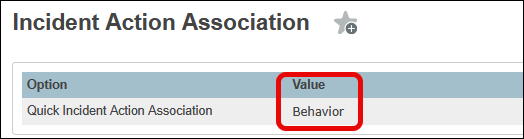 Incident Action Association
Option Value
Quick Incident Action Association Behavior